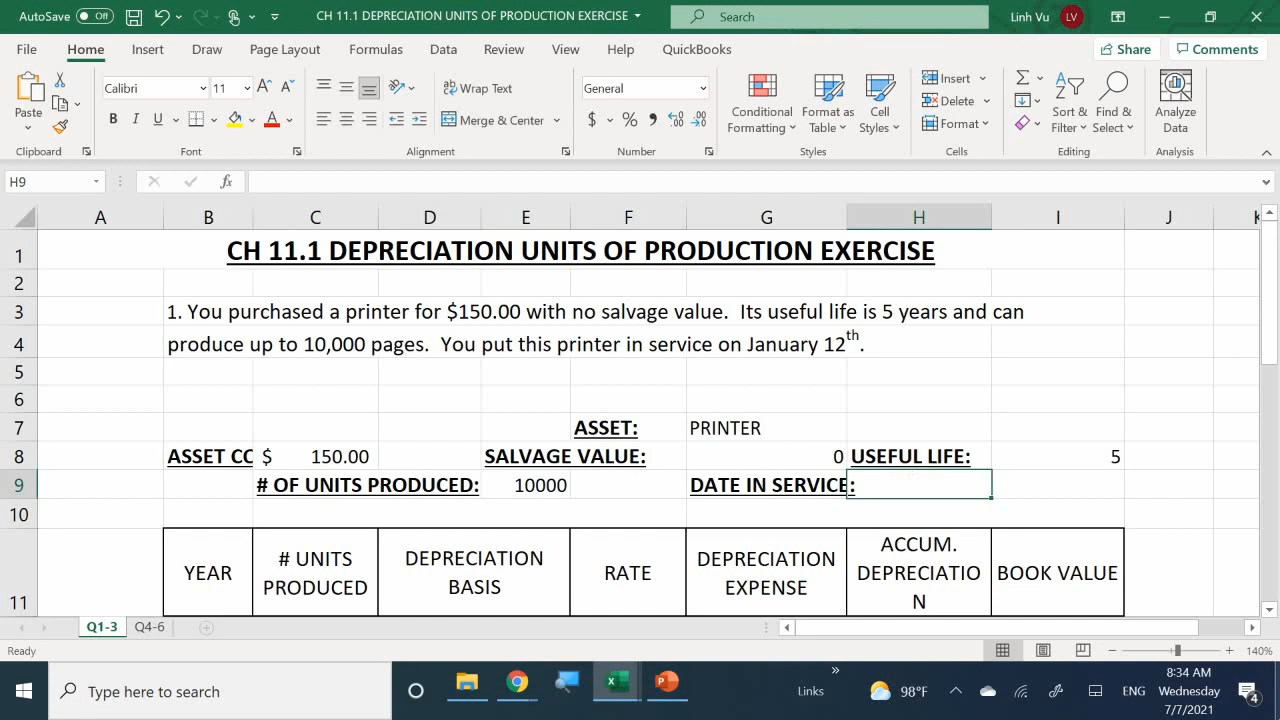 AutoSave Off CH 11.1 DEPRECIATION UNITS OF PRODUCTION EXERCISE Search Linh Vu LV
File Home Insert Draw Page Layout Formulas Data Review View Help QuickBooks Share Comments
Calibri 11 Wrap Text General Insert
Paste Conditional Format as Cell Delete Sort & Find & Analyze
B I U Merge & Center $ % Formatting Table Styles Format Filter Select Data
Clipboard Font Alignment Number Styles Cells Editing Analysis
H9 fx
A B C D E F G H I J K
1 CH 11.1 DEPRECIATION UNITS OF PRODUCTION EXERCISE
2
3 1. You purchased a printer for $150.00 with no salvage value. Its useful life is 5 years and can
4 produce up to 10,000 pages. You put this printer in service on January 12th.
5
6
7 ASSET: PRINTER
8 ASSET CC $ 150.00 SALVAGE VALUE: 0 USEFUL LIFE: 5
9 # OF UNITS PRODUCED: 10000 DATE IN SERVICE:
10
11 YEAR # UNITS PRODUCED DEPRECIATION BASIS RATE DEPRECIATION EXPENSE ACCUM. DEPRECIATIO N BOOK VALUE
Q1-3 Q4-6
Ready 140%
Type here to search Links 98°F ENG 8:34 AM
Wednesday 4
7/7/2021